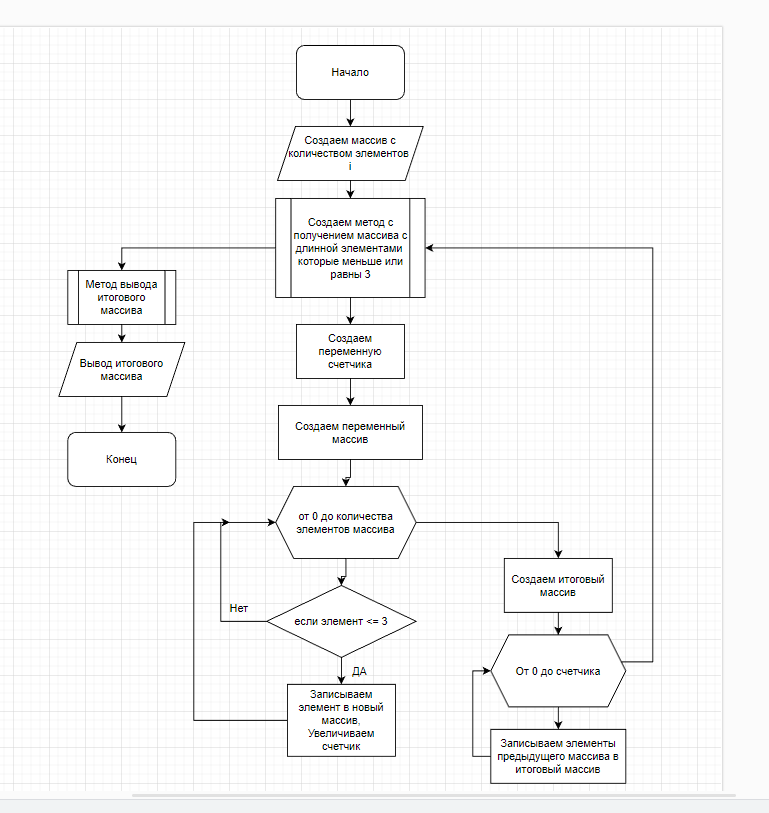 Начало
Создаем массив с
количеством элементов
i
Создаем метод с
получением массива с
длинной элементами
которые меньше или
равны 3
Метод вывода
итогового
массива
Вывод итогового
массива
Конец
Создаем
переменную
счетчика
Создаем переменный
массив
от 0 до количества
элементов массива
Нет
если элемент <= 3
ДА
Записываем
элемент в новый
массив,
Увеличиваем
счетчик
Создаем итоговый
массив
От 0 до счетчика
Записываем элементы
предыдущего массива в
итоговый массив